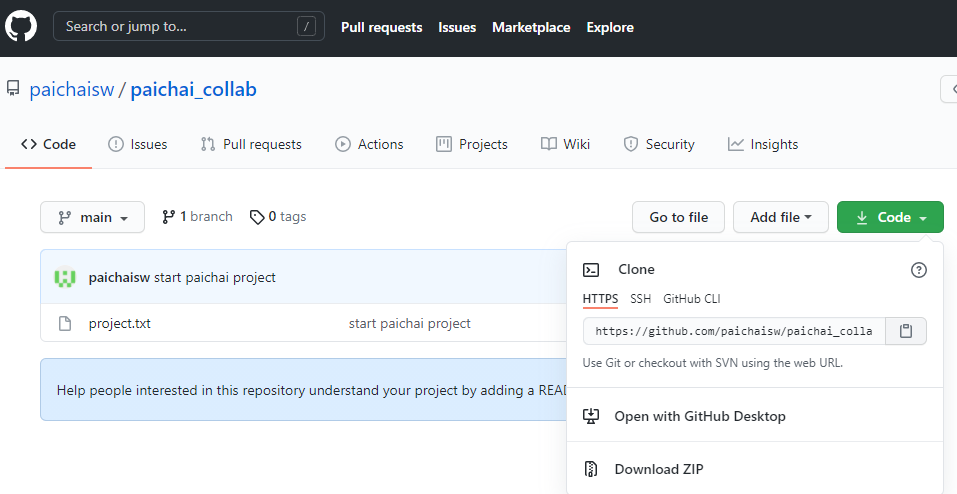 Search or jump to... /
Pull requests Issues Marketplace Explore
paichaisw / paichai_collab
Code Issues Pull requests Actions Projects Wiki Security Insights
main 1 branch 0 tags Go to file Add file Code
paichaisw start paichai project
project.txt start paichai project
Help people interested in this repository understand your project by adding a READ
Clone
HTTPS SSH GitHub CLI
https://github.com/paichaisw/paichai_colla
Use Git or checkout with SVN using the web URL.
Open with GitHub Desktop
Download ZIP